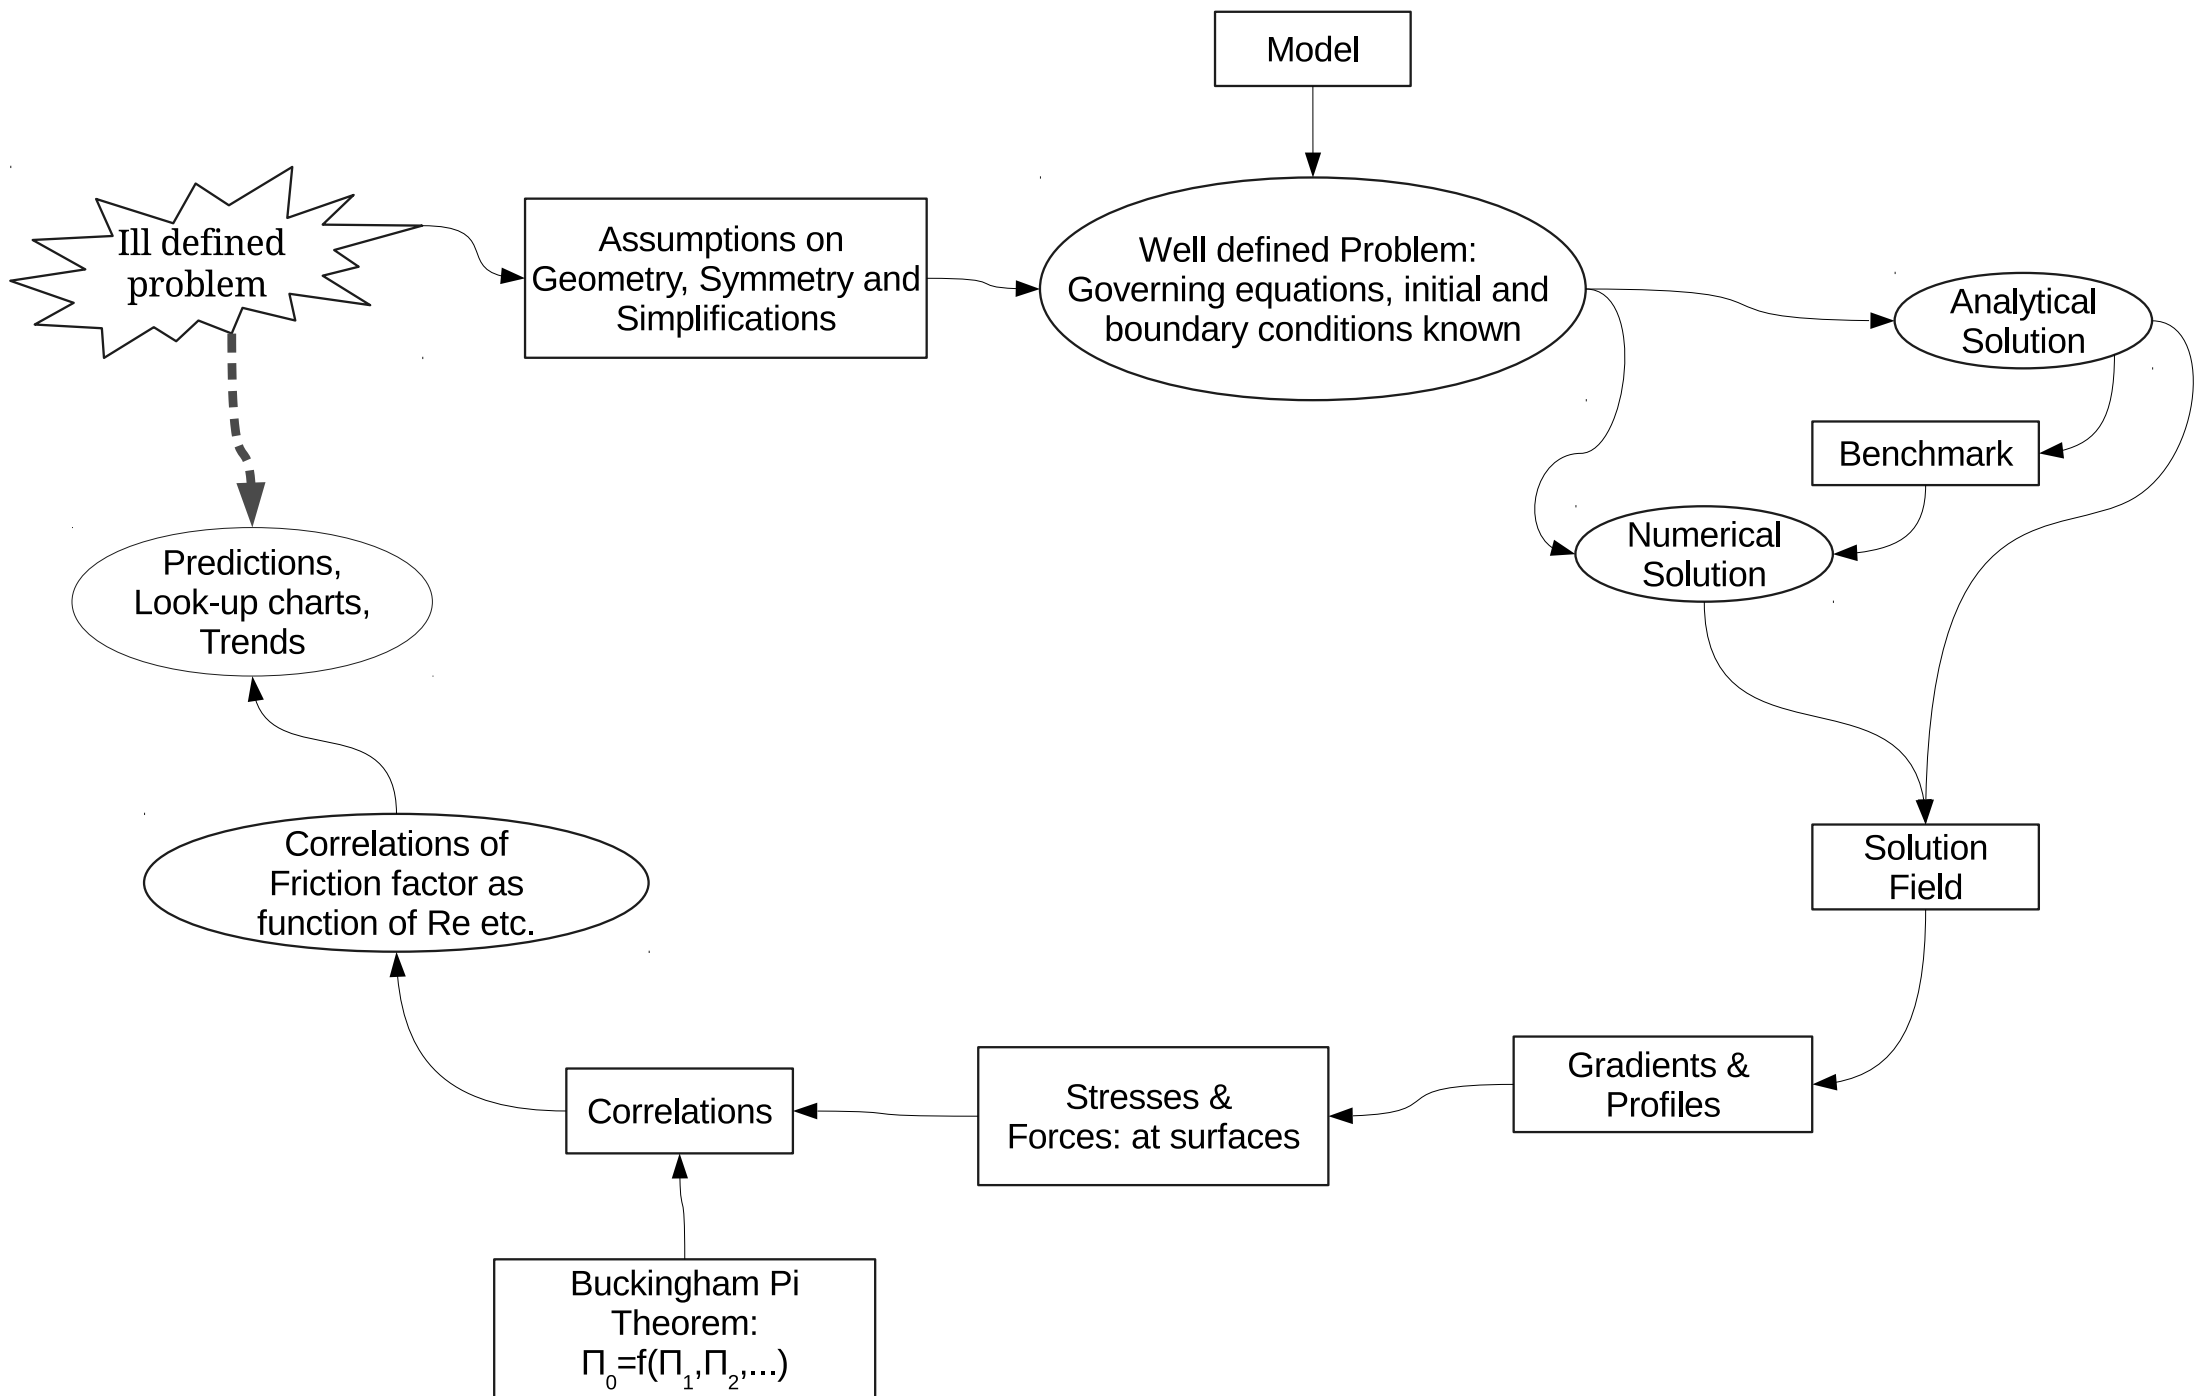 Model
Ill defined
problem
Assumptions on
Geometry, Symmetry and
Simplifications
Well defined Problem:
Governing equations, initial and
boundary conditions known
Analytical
Solution
Benchmark
Numerical
Solution
Predictions,
Look-up charts,
Trends
Solution
Field
Correlations of
Friction factor as
function of Re etc.
Gradients &
Profiles
Stresses &
Forces: at surfaces
Correlations
Buckingham Pi
Theorem:
Π₀=f(Π₁,Π₂,...)